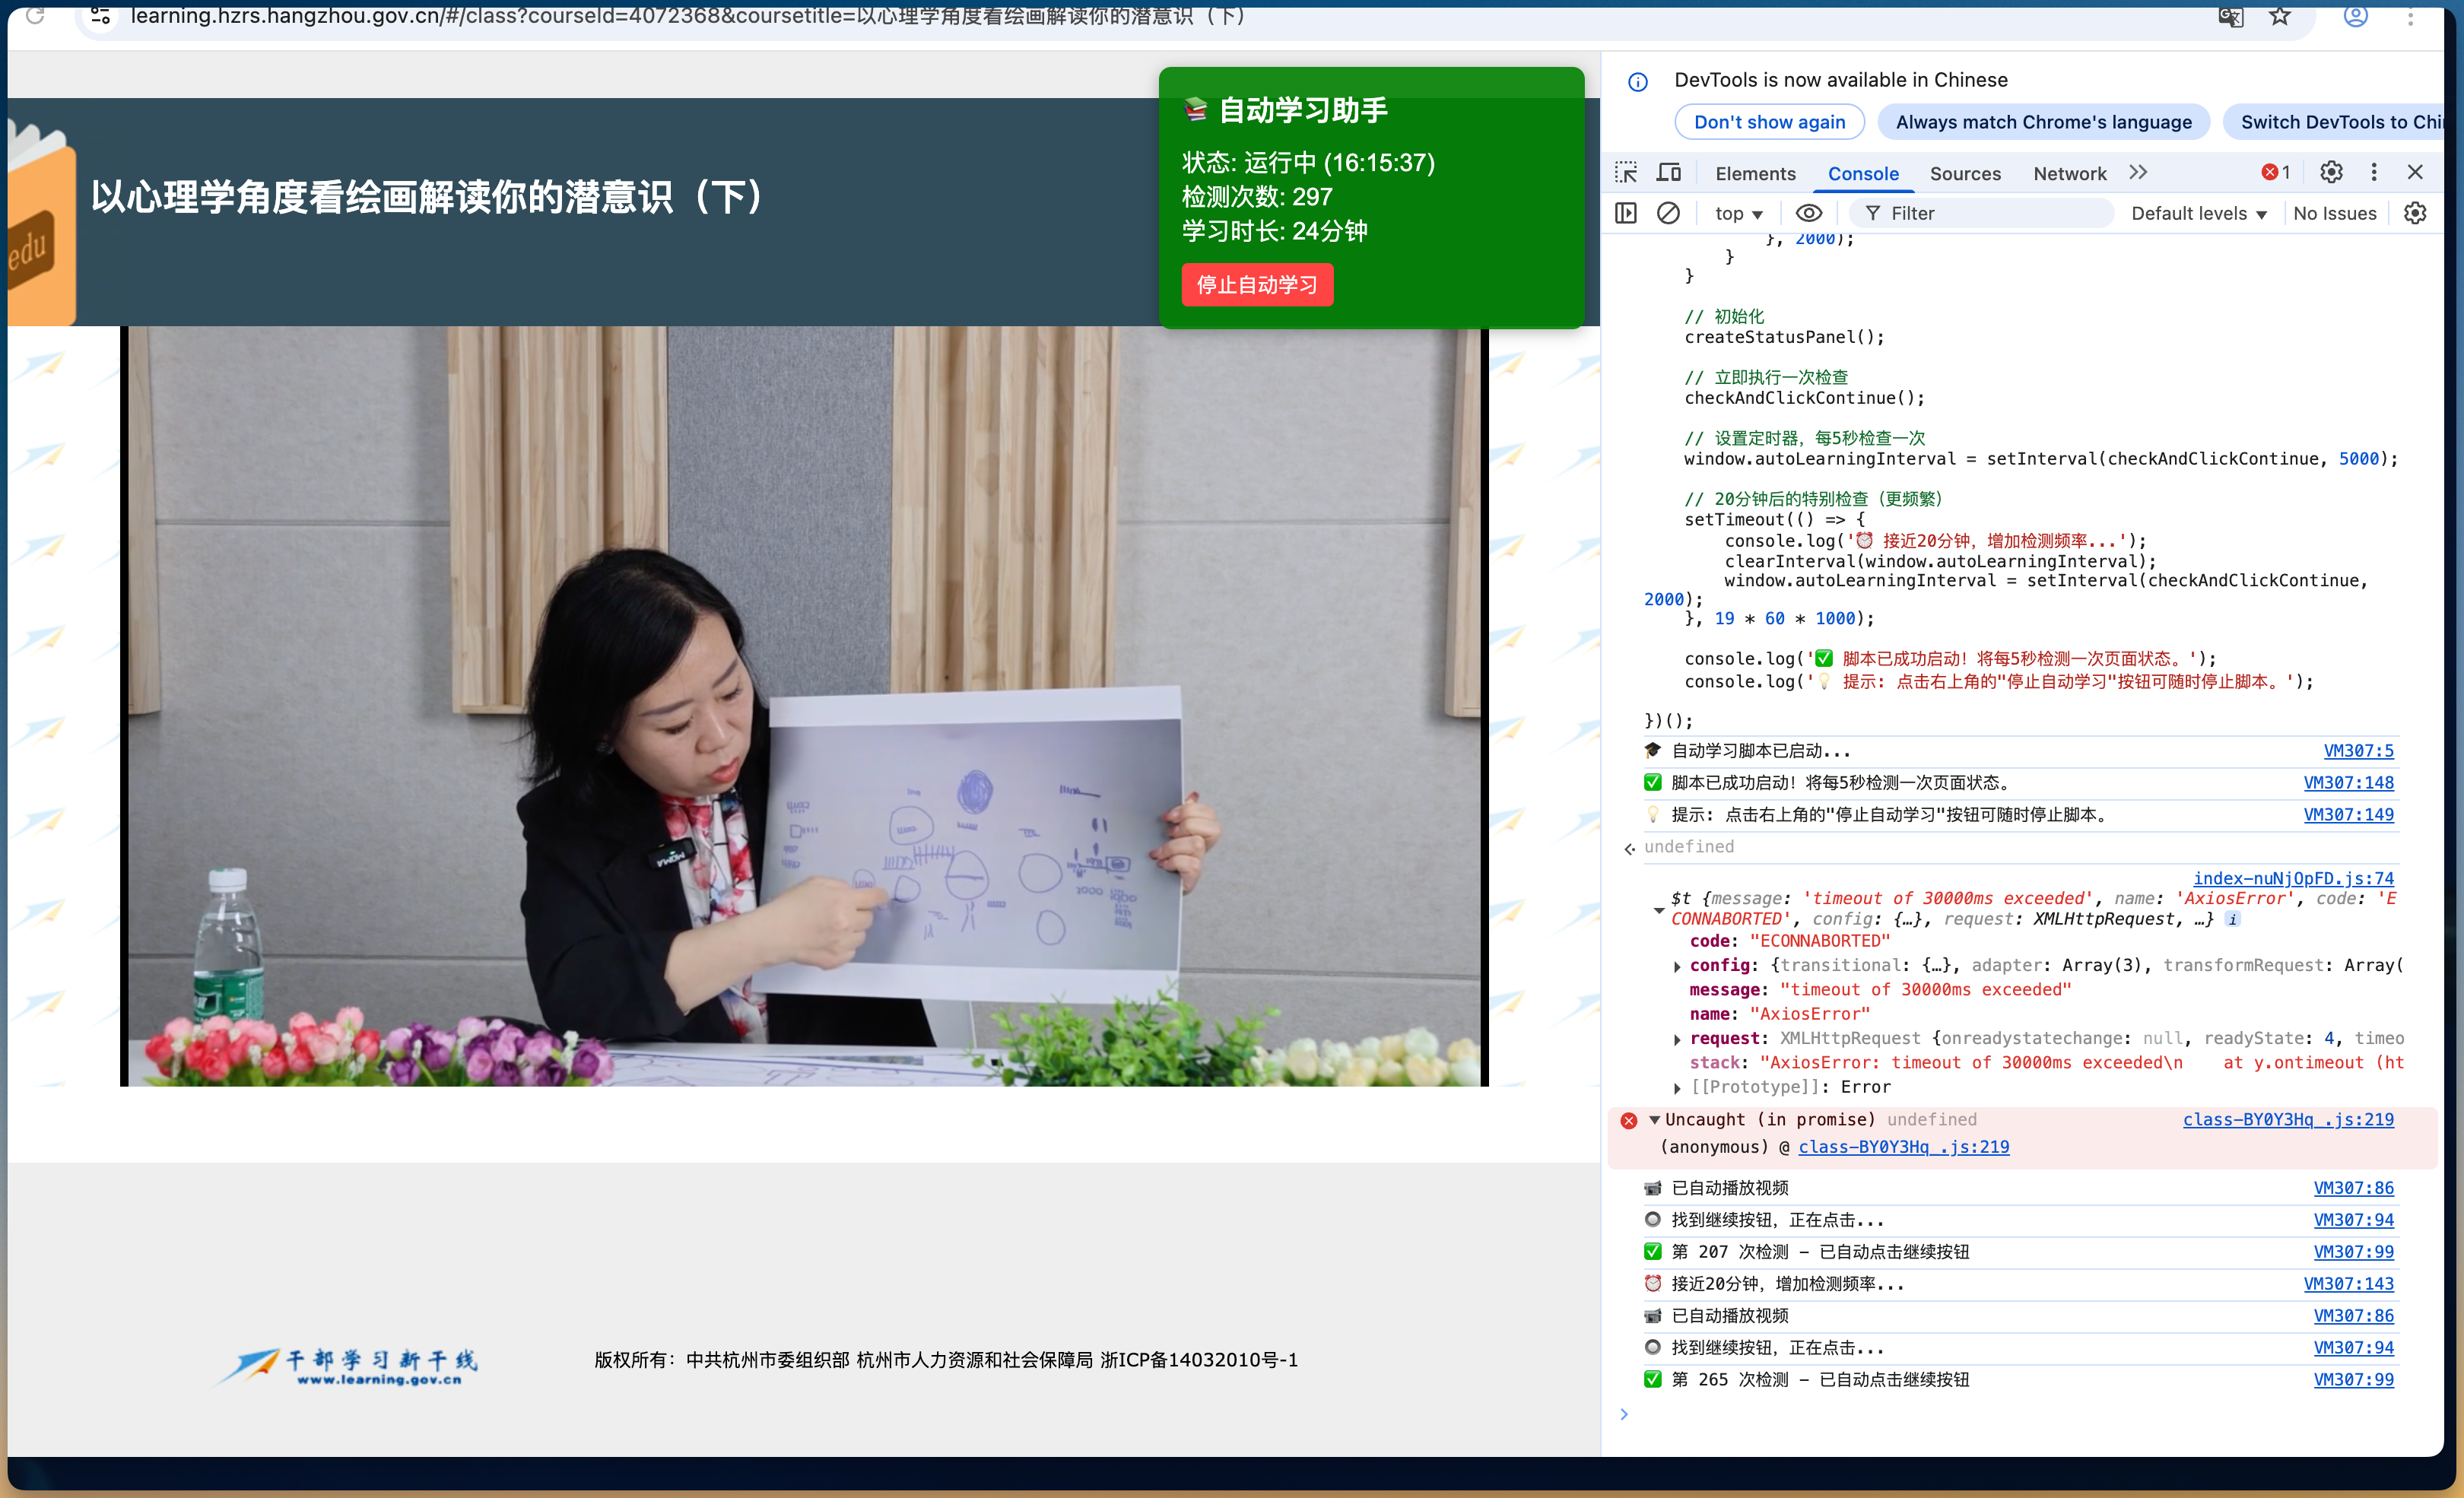 learning.hzrs.hangzhou.gov.cn/#/class?courseId=4072368&coursetitle=以心理学角度看绘画解读你的潜意识（下）
📚 自动学习助手
状态: 运行中 (16:15:37)
检测次数: 297
学习时长: 24分钟
停止自动学习
edu
以心理学角度看绘画解读你的潜意识（下）
干部学习新干线
www.learning.gov.cn
版权所有：中共杭州市委组织部 杭州市人力资源和社会保障局 浙ICP备14032010号-1
DevTools is now available in Chinese
Don't show again
Always match Chrome's language
Switch DevTools to Chi
Elements
Console
Sources
Network
1
top
Filter
Default levels
No Issues
}, 2000);
}
}
// 初始化
createStatusPanel();
// 立即执行一次检查
checkAndClickContinue();
// 设置定时器，每5秒检查一次
window.autoLearningInterval = setInterval(checkAndClickContinue, 5000);
// 20分钟后的特别检查（更频繁）
setTimeout(() => {
console.log('⏰ 接近20分钟，增加检测频率...');
clearInterval(window.autoLearningInterval);
window.autoLearningInterval = setInterval(checkAndClickContinue,
2000);
}, 19 * 60 * 1000);
console.log('✅ 脚本已成功启动！将每5秒检测一次页面状态。');
console.log('💡 提示: 点击右上角的"停止自动学习"按钮可随时停止脚本。');
})();
🎓 自动学习脚本已启动... VM307:5
✅ 脚本已成功启动！将每5秒检测一次页面状态。 VM307:148
💡 提示: 点击右上角的"停止自动学习"按钮可随时停止脚本。 VM307:149
undefined
index-nuNjOpFD.js:74
$t {message: 'timeout of 30000ms exceeded', name: 'AxiosError', code: 'E
CONNABORTED', config: {…}, request: XMLHttpRequest, …} i
code: "ECONNABORTED"
config: {transitional: {…}, adapter: Array(3), transformRequest: Array(
message: "timeout of 30000ms exceeded"
name: "AxiosError"
request: XMLHttpRequest {onreadystatechange: null, readyState: 4, timeo
stack: "AxiosError: timeout of 30000ms exceeded\n    at y.ontimeout (ht
[[Prototype]]: Error
Uncaught (in promise) undefined class-BY0Y3Hq_.js:219
(anonymous) @ class-BY0Y3Hq_.js:219
📹 已自动播放视频 VM307:86
🔘 找到继续按钮，正在点击... VM307:94
✅ 第 207 次检测 - 已自动点击继续按钮 VM307:99
⏰ 接近20分钟，增加检测频率... VM307:143
📹 已自动播放视频 VM307:86
🔘 找到继续按钮，正在点击... VM307:94
✅ 第 265 次检测 - 已自动点击继续按钮 VM307:99